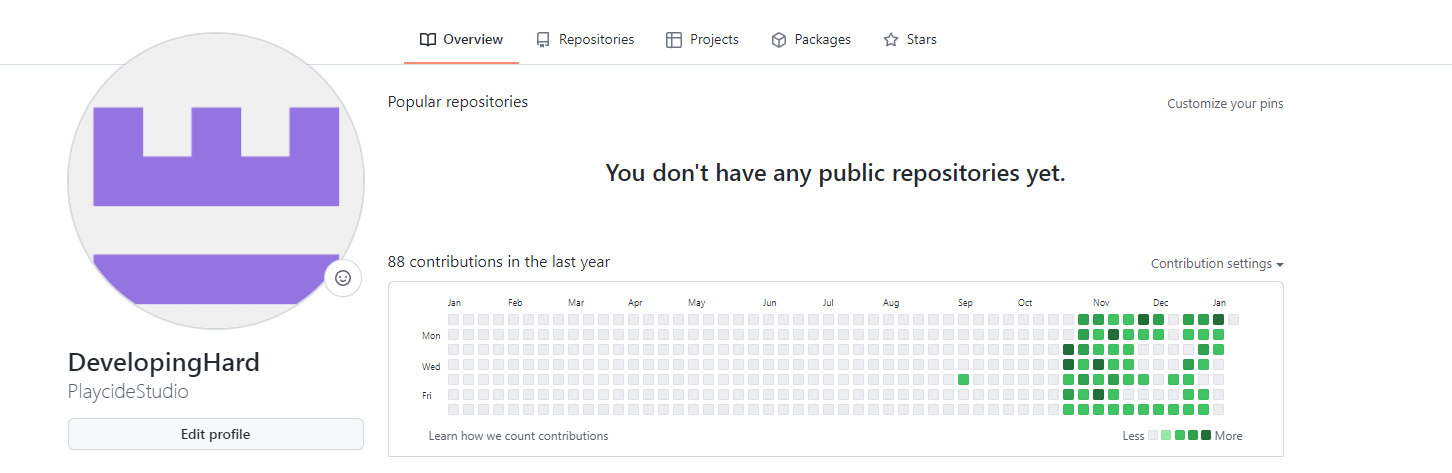 Overview Repositories Projects Packages Stars
Popular repositories Customize your pins
You don't have any public repositories yet.
88 contributions in the last year Contribution settings
Jan Feb Mar Apr May Jun Jul Aug Sep Oct Nov Dec Jan
Mon
Wed
Fri
Learn how we count contributions Less More
DevelopingHard
PlaycideStudio
Edit profile